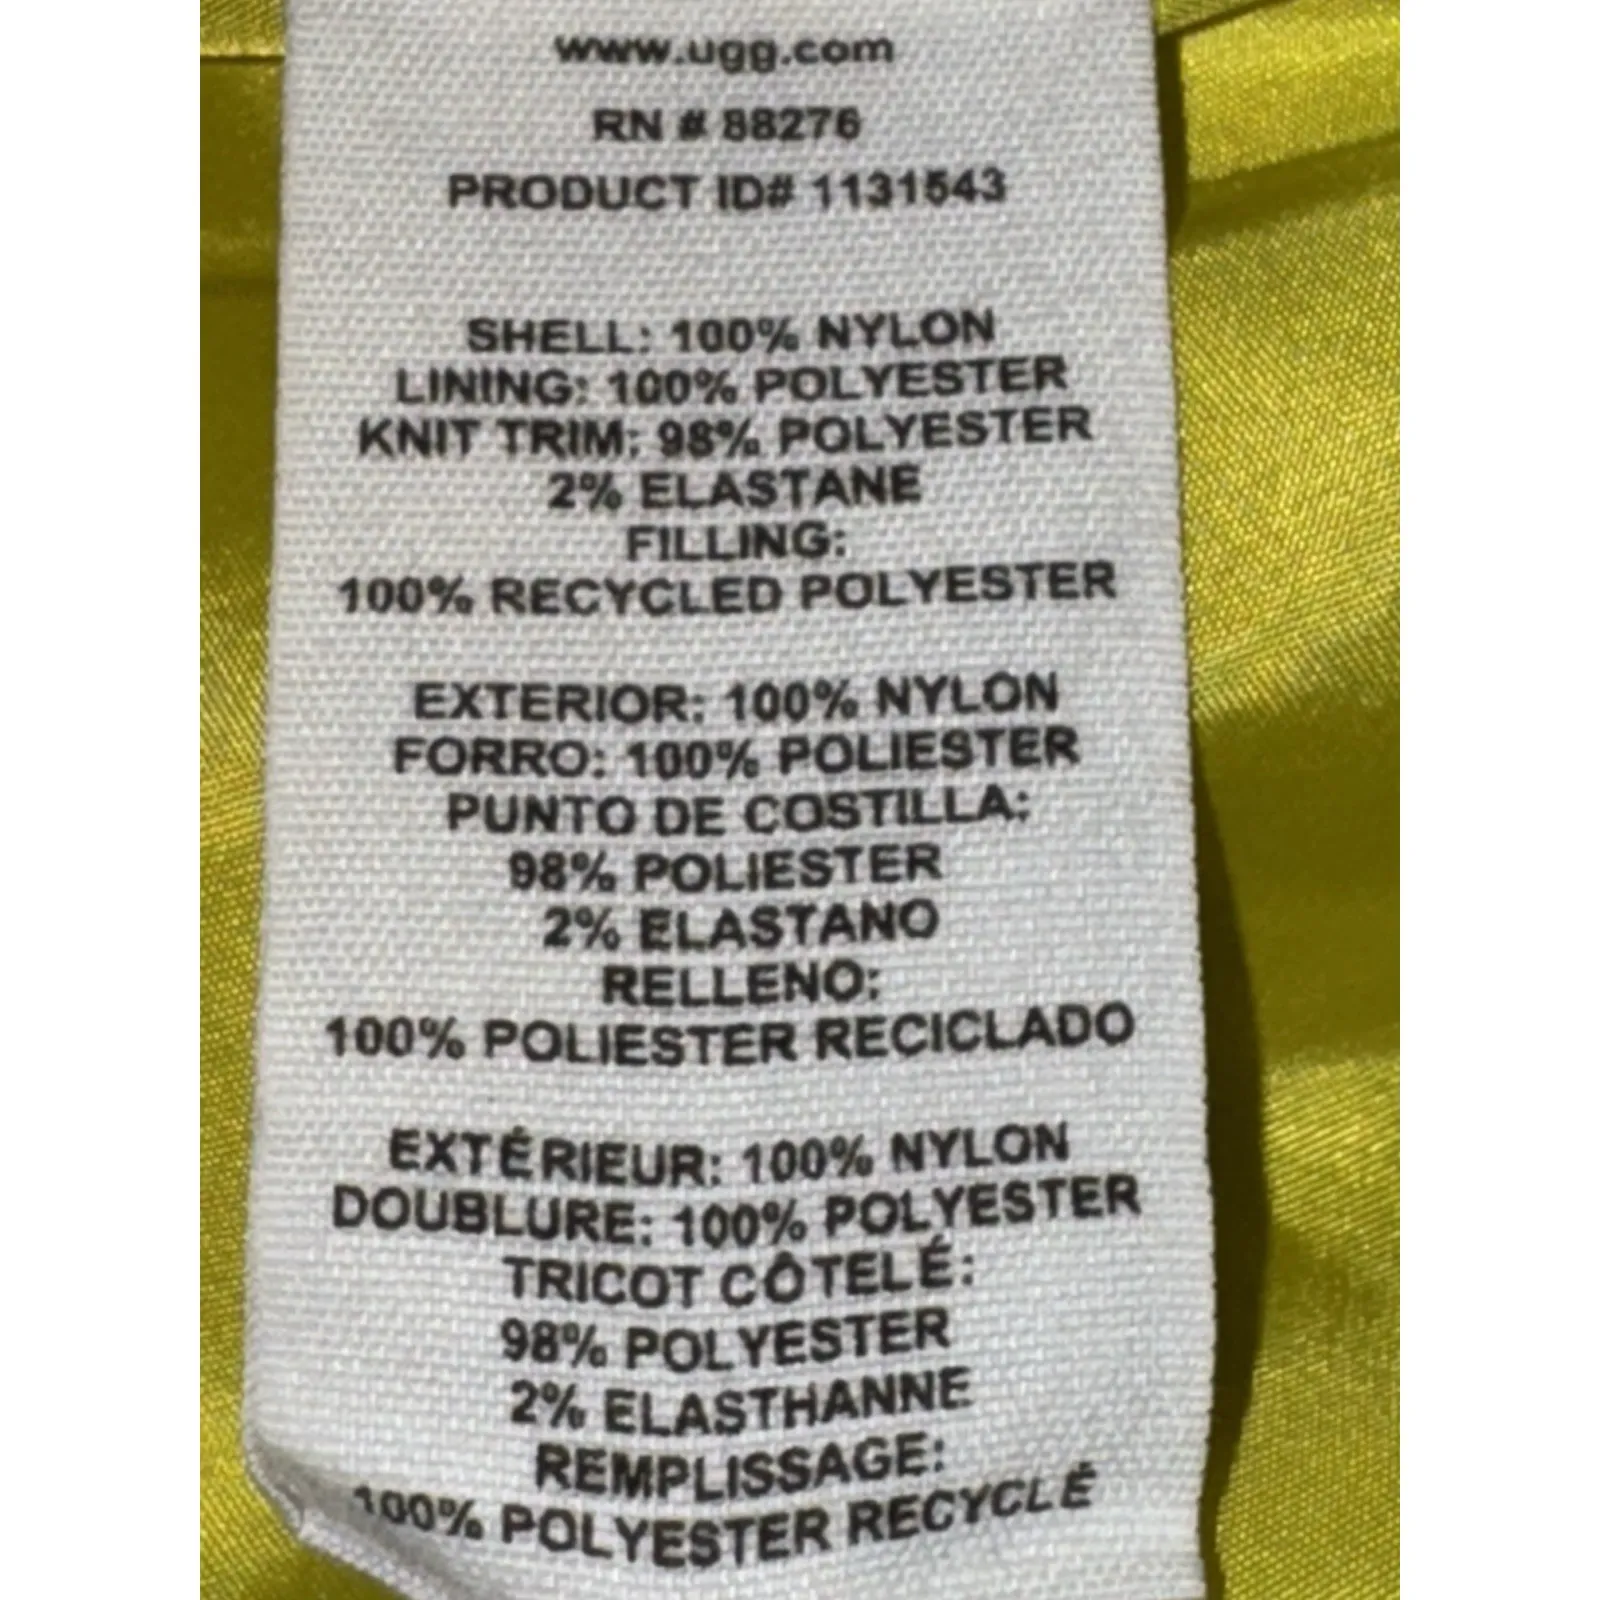 www.ugg.com
RN # 88276
PRODUCT ID# 1131543
SHELL: 100% NYLON
LINING: 100% POLYESTER
KNIT TRIM: 98% POLYESTER
2% ELASTANE
FILLING:
100% RECYCLED POLYESTER
EXTERIOR: 100% NYLON
FORRO: 100% POLIESTER
PUNTO DE COSTILLA:
98% POLIESTER
2% ELASTANO
RELLENO:
100% POLIESTER RECICLADO
EXTÉRIEUR: 100% NYLON
DOUBLURE: 100% POLYESTER
TRICOT CÔTELÉ:
98% POLYESTER
2% ELASTHANNE
REMPLISSAGE:
100% POLYESTER RECYCLÉ